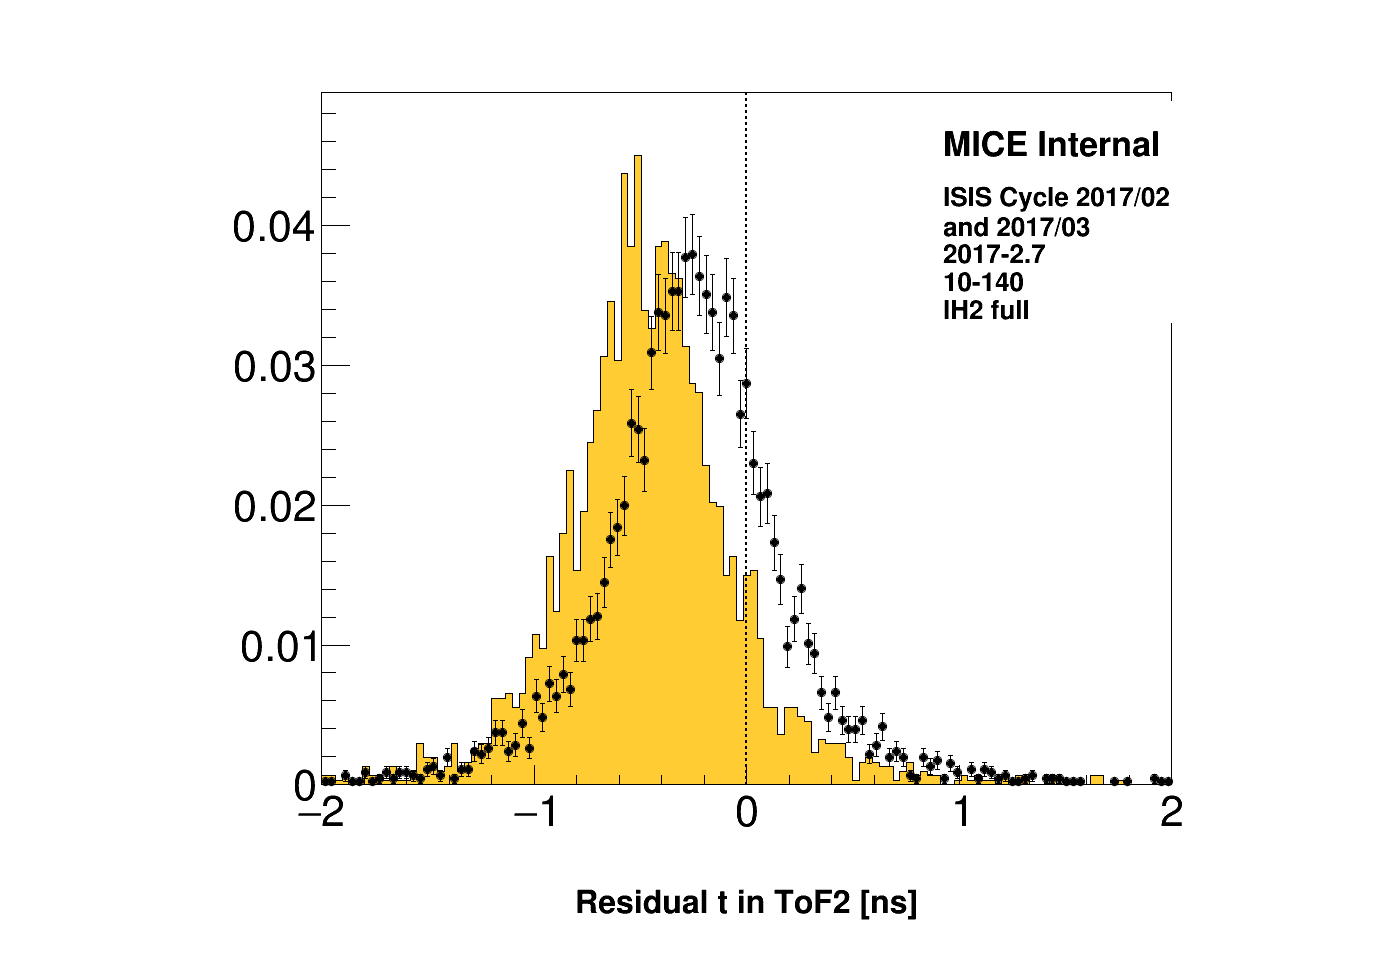 MICE Internal
ISIS Cycle 2017/02
and 2017/03
2017-2.7
10-140
lH2 full
0.04
0.03
0.02
0.01
0
−2
−1
0
1
2
Residual t in ToF2 [ns]